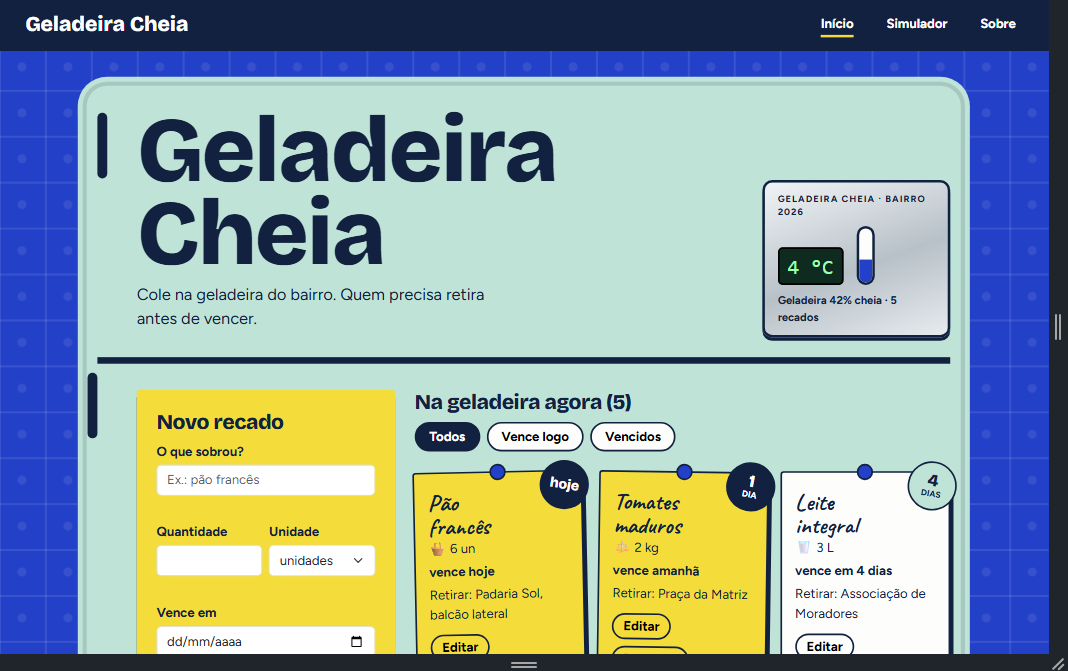 Geladeira Cheia
Início
Simulador
Sobre
Geladeira
Cheia
Cole na geladeira do bairro. Quem precisa retira
antes de vencer.
GELADEIRA CHEIA · BAIRRO
2026
4 °C
Geladeira 42% cheia · 5
recados
Novo recado
O que sobrou?
Ex.: pão francês
Quantidade
Unidade
unidades
Vence em
dd/mm/aaaa
Na geladeira agora (5)
Todos
Vence logo
Vencidos
hoje
Pão
francês
6 un
vence hoje
Retirar: Padaria Sol,
balcão lateral
Editar
1
DIA
Tomates
maduros
2 kg
vence amanhã
Retirar: Praça da Matriz
Editar
4
DIAS
Leite
integral
3 L
vence em 4 dias
Retirar: Associação de
Moradores
Editar